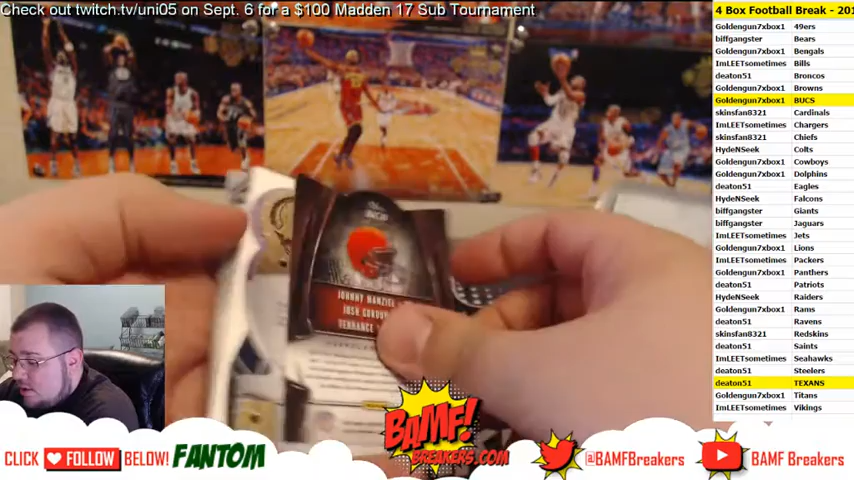 Check out twitch.tv/uni05 on Sept. 6 for a $100 Madden 17 Sub Tournament
4 Box Football Break - 201
Goldengun7xbox1 49ers
biffgangster Bears
Goldengun7xbox1 Bengals
ImLEETsometimes Bills
deaton51 Broncos
Goldengun7xbox1 Browns
Goldengun7xbox1 BUCS
skinsfan8321 Cardinals
ImLEETsometimes Chargers
skinsfan8321 Chiefs
HydeNSeek Colts
Goldengun7xbox1 Cowboys
Goldengun7xbox1 Dolphins
deaton51 Eagles
HydeNSeek Falcons
biffgangster Giants
biffgangster Jaguars
ImLEETsometimes Jets
Goldengun7xbox1 Lions
ImLEETsometimes Packers
Goldengun7xbox1 Panthers
deaton51 Patriots
HydeNSeek Raiders
Goldengun7xbox1 Rams
deaton51 Ravens
skinsfan8321 Redskins
deaton51 Saints
ImLEETsometimes Seahawks
deaton51 Steelers
deaton51 TEXANS
Goldengun7xbox1 Titans
ImLEETsometimes Vikings
JOHNNY MANZIEL
JOSH GORDON
TERRANCE
CLICK FOLLOW BELOW! FANTOM
BAMF!
BREAKERS.COM
@BAMFBreakers
BAMF Breakers